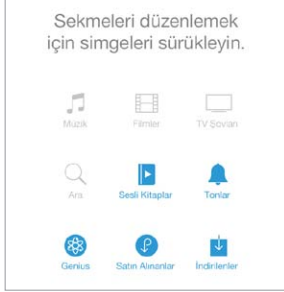 Sekmeleri düzenlemek
için simgeleri sürükleyin.
Müzik Filmler TV Şovları
Ara Sesli Kitaplar Tonlar
Genius Satın Alınanlar İndirilenler